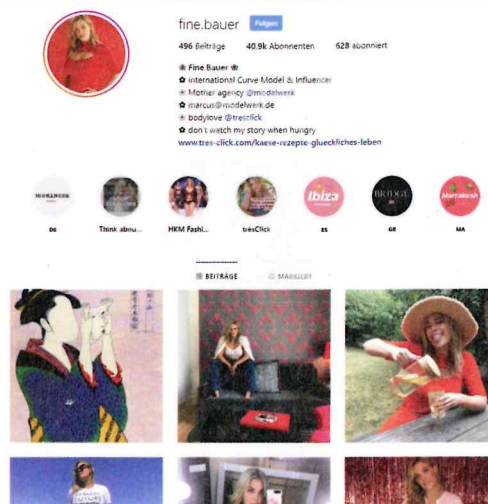 fine.bauer Folgen
496 Beiträge 40.9k Abonnenten 628 abonniert
❀ Fine Bauer ❀
✿ international Curve Model & Influencer
❀ Mother agency @modelwerk
✿ marcus@modelwerk.de
❀ bodylove @tresclick
✿ don't watch my story when hungry
www.tres-click.com/kaese-rezepte-glueckliches-leben
Ibiza BRIDGE Marrakesh
DE Think abou... HKM Fashi... trèsClick ES GB MA
BEITRÄGE MARKIERT
FUTURE